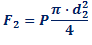 F₂ = P π · d₂² / 4